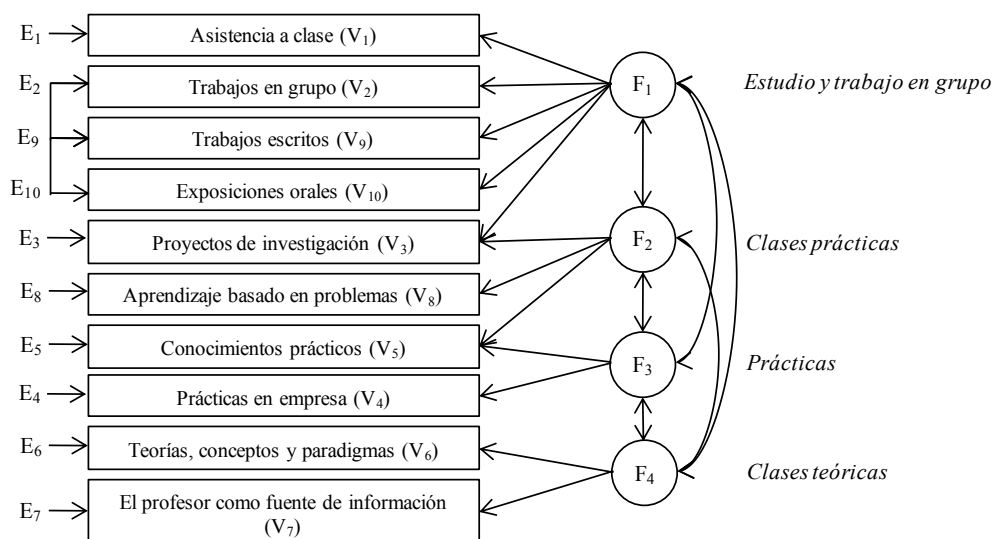 E₁ Asistencia a clase (V₁)
F₁ Estudio y trabajo en grupo
E₂ Trabajos en grupo (V₂)
E₉ Trabajos escritos (V₉)
E₁₀ Exposiciones orales (V₁₀)
E₃ Proyectos de investigación (V₃)
F₂ Clases prácticas
E₈ Aprendizaje basado en problemas (V₈)
E₅ Conocimientos prácticos (V₅)
F₃ Prácticas
E₄ Prácticas en empresa (V₄)
E₆ Teorías, conceptos y paradigmas (V₆)
F₄ Clases teóricas
E₇ El profesor como fuente de información
(V₇)